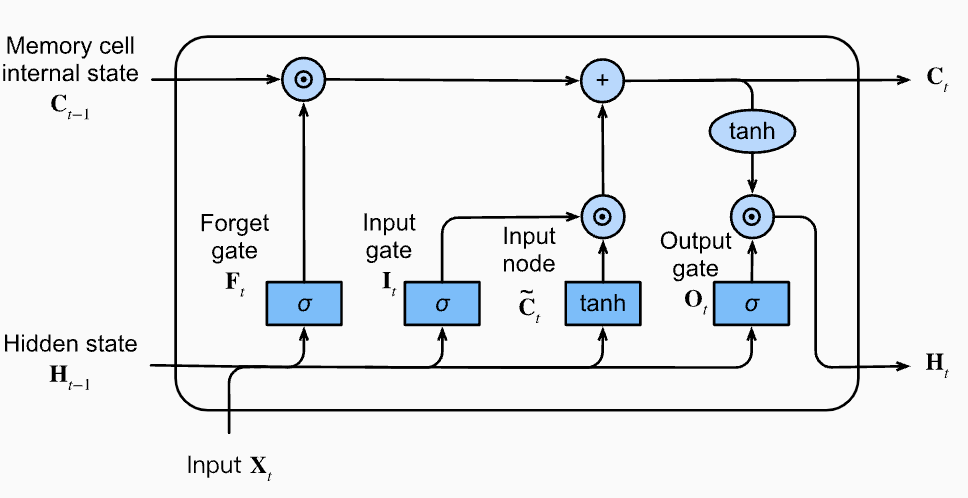 Memory cell
internal state
C_{t−1}
⊙
+
C_t
tanh
Forget
gate
F_t
Input
gate
I_t
⊙
Input
node
C̃_t
Output
gate
O_t
⊙
σ
σ
tanh
σ
Hidden state
H_{t−1}
H_t
Input X_t